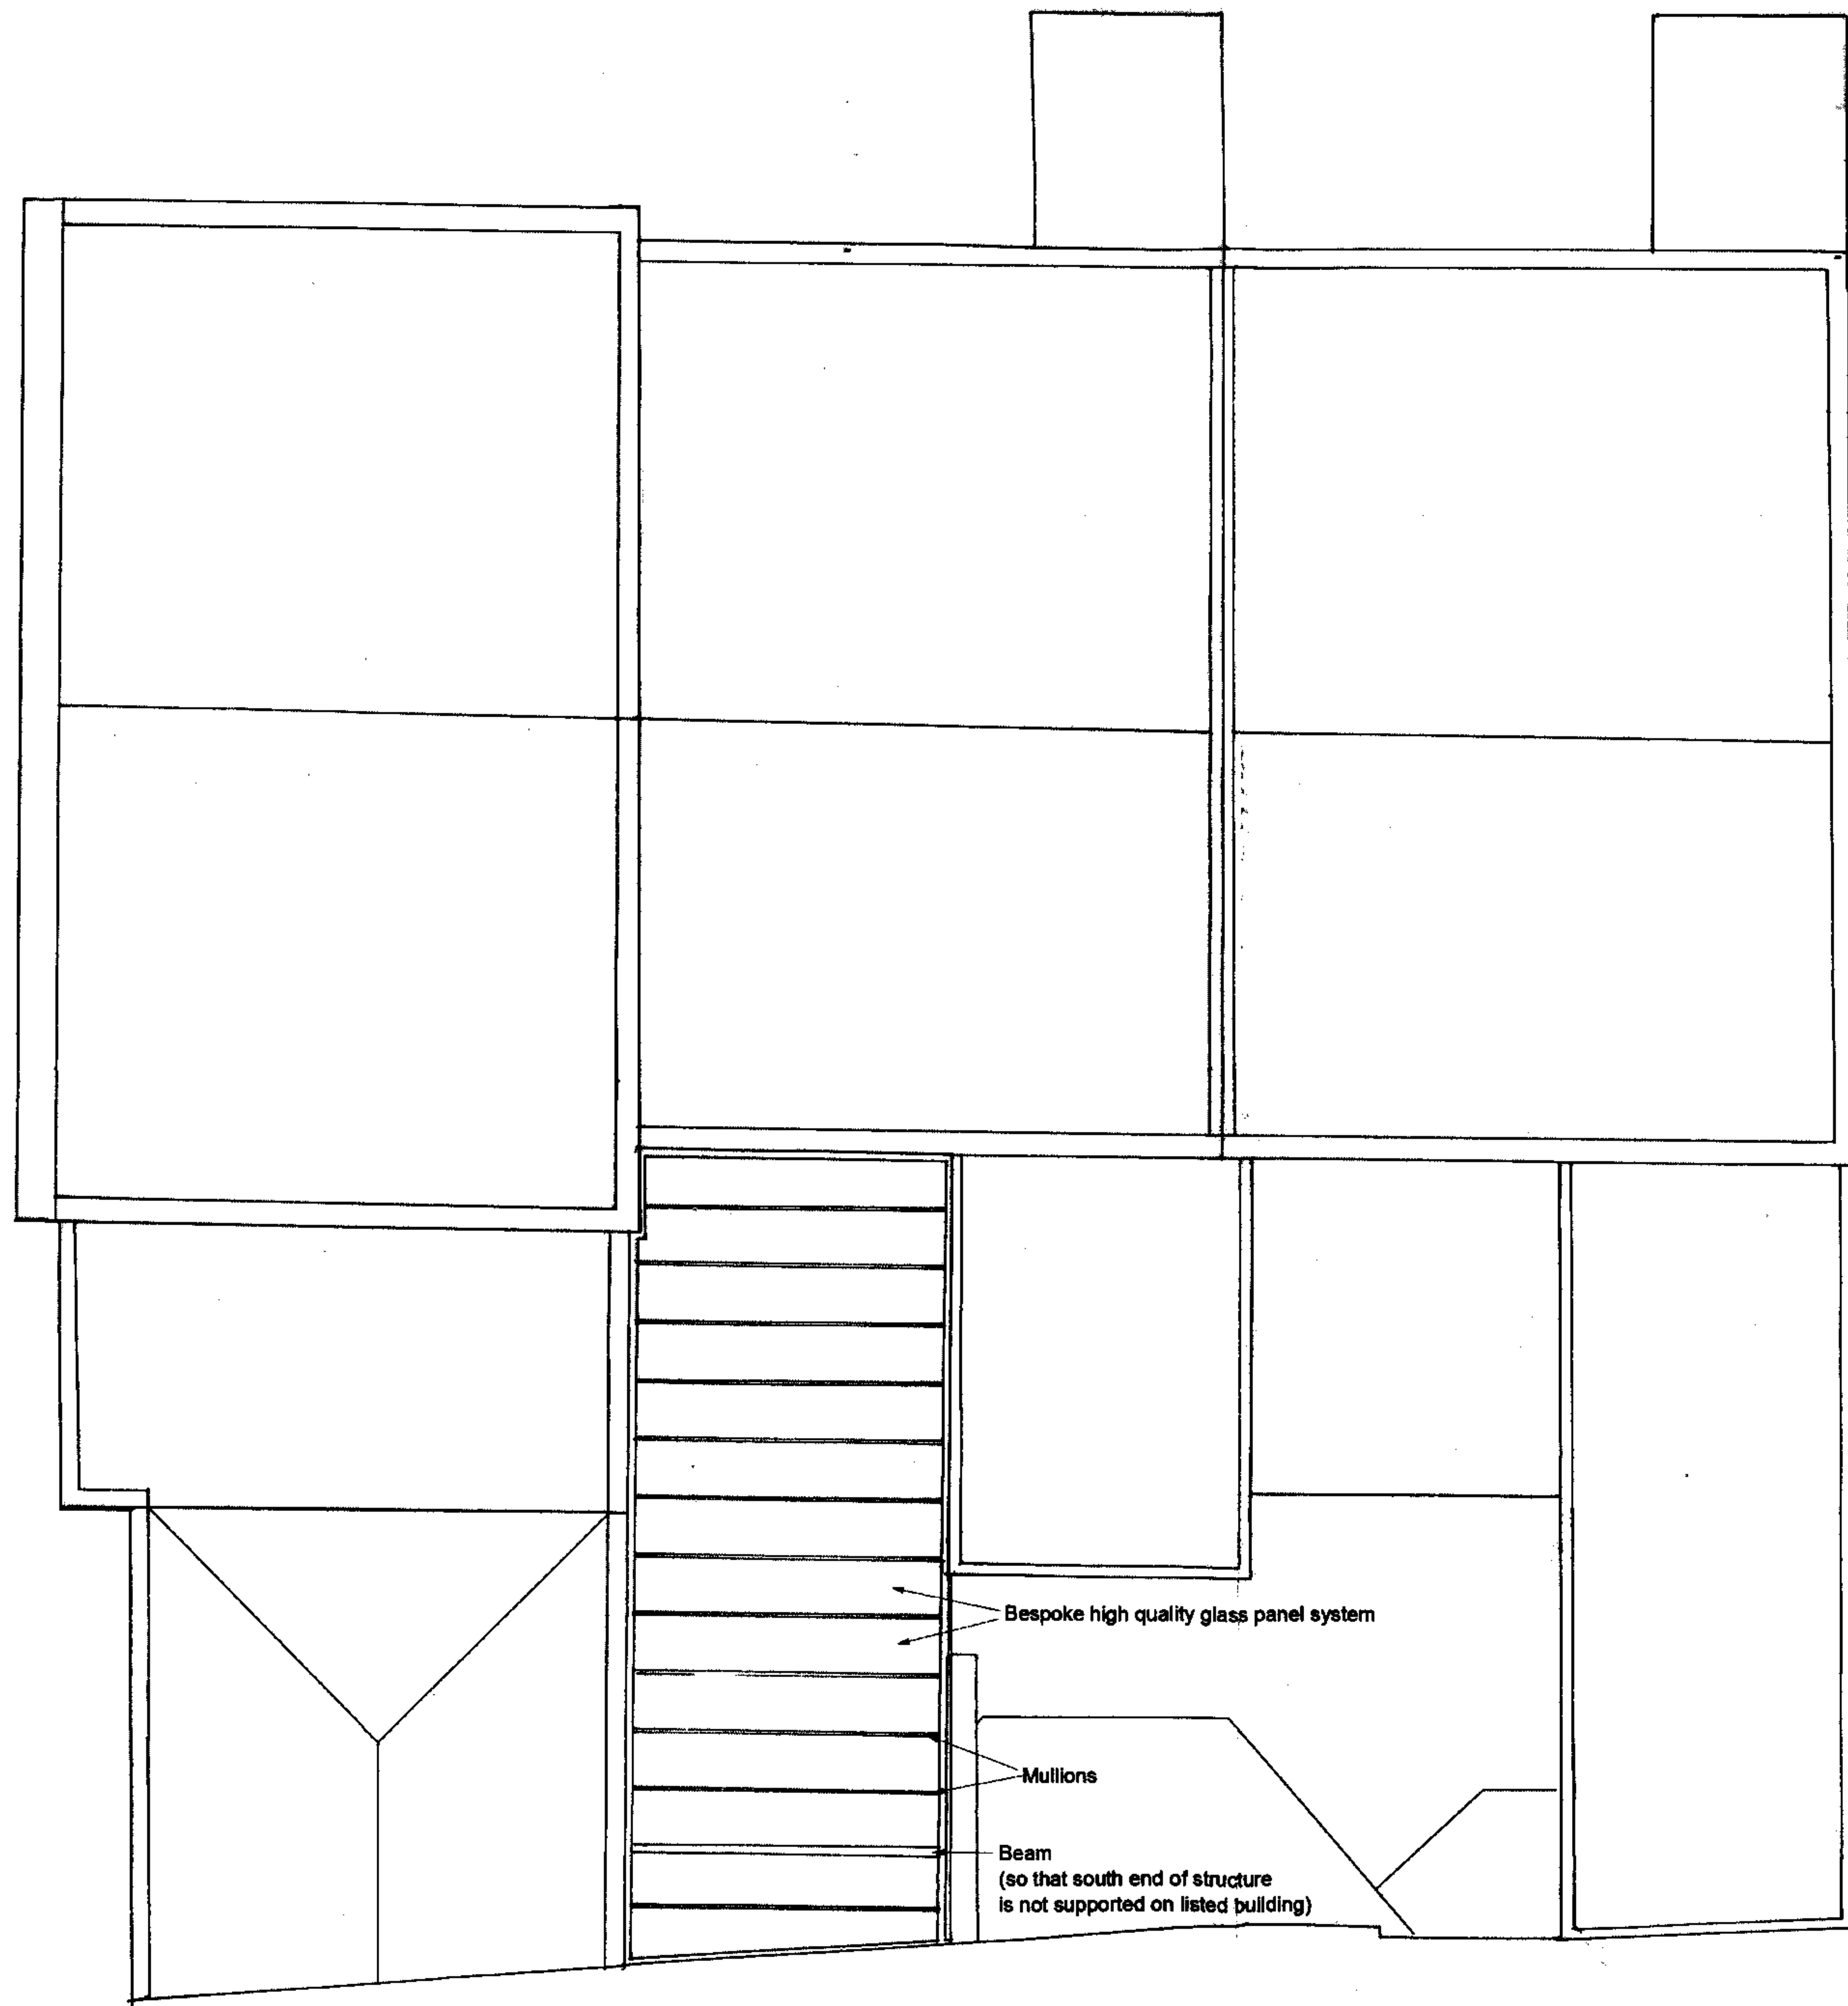 Bespoke high quality glass panel system
Mullions
Beam
(so that south end of structure
is not supported on listed building)